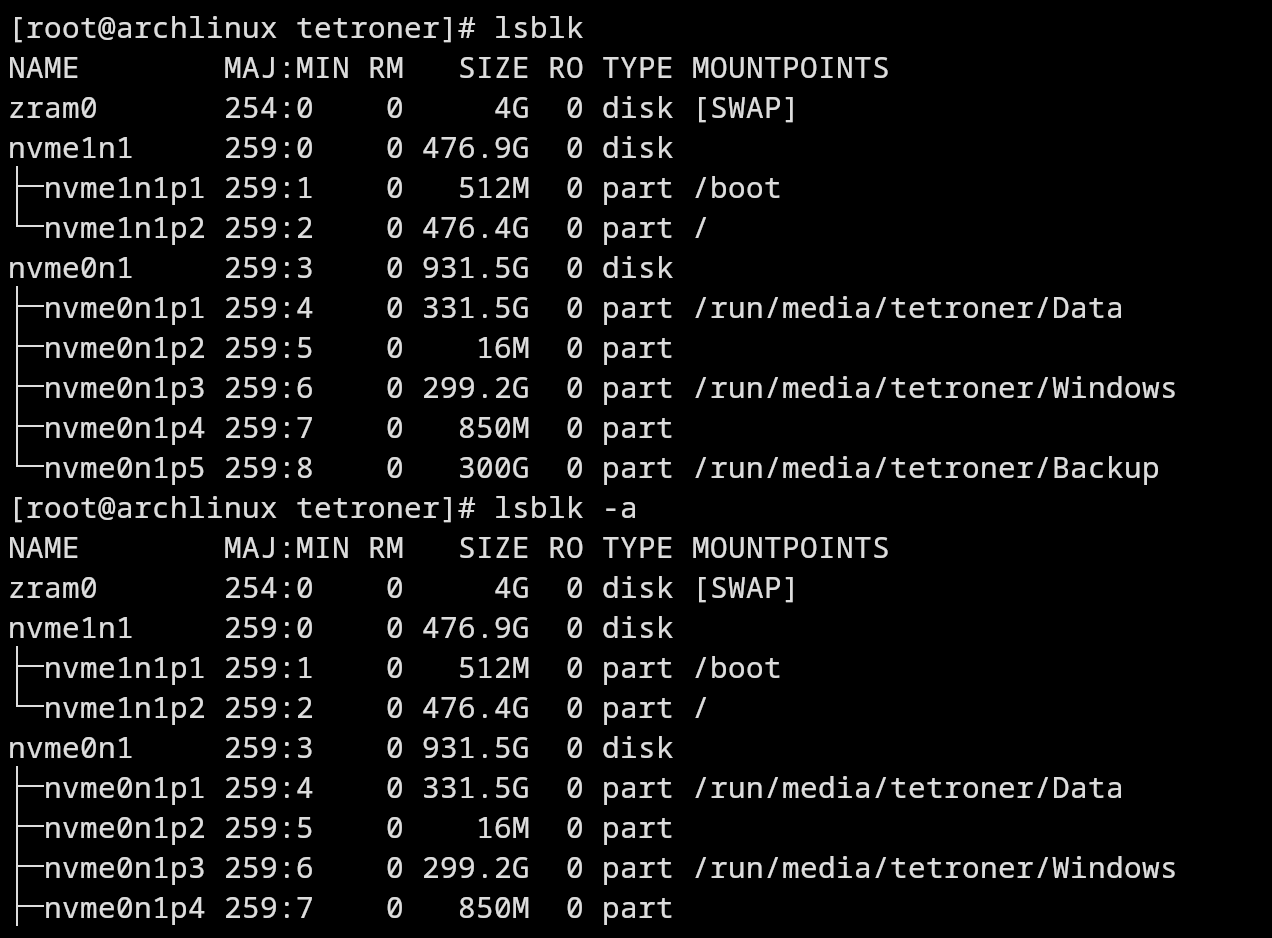 [root@archlinux tetroner]# lsblk
NAME        MAJ:MIN RM   SIZE RO TYPE MOUNTPOINTS
zram0       254:0    0     4G  0 disk [SWAP]
nvme1n1     259:0    0 476.9G  0 disk
├─nvme1n1p1 259:1    0   512M  0 part /boot
└─nvme1n1p2 259:2    0 476.4G  0 part /
nvme0n1     259:3    0 931.5G  0 disk
├─nvme0n1p1 259:4    0 331.5G  0 part /run/media/tetroner/Data
├─nvme0n1p2 259:5    0    16M  0 part
├─nvme0n1p3 259:6    0 299.2G  0 part /run/media/tetroner/Windows
├─nvme0n1p4 259:7    0   850M  0 part
└─nvme0n1p5 259:8    0   300G  0 part /run/media/tetroner/Backup
[root@archlinux tetroner]# lsblk -a
NAME        MAJ:MIN RM   SIZE RO TYPE MOUNTPOINTS
zram0       254:0    0     4G  0 disk [SWAP]
nvme1n1     259:0    0 476.9G  0 disk
├─nvme1n1p1 259:1    0   512M  0 part /boot
└─nvme1n1p2 259:2    0 476.4G  0 part /
nvme0n1     259:3    0 931.5G  0 disk
├─nvme0n1p1 259:4    0 331.5G  0 part /run/media/tetroner/Data
├─nvme0n1p2 259:5    0    16M  0 part
├─nvme0n1p3 259:6    0 299.2G  0 part /run/media/tetroner/Windows
├─nvme0n1p4 259:7    0   850M  0 part